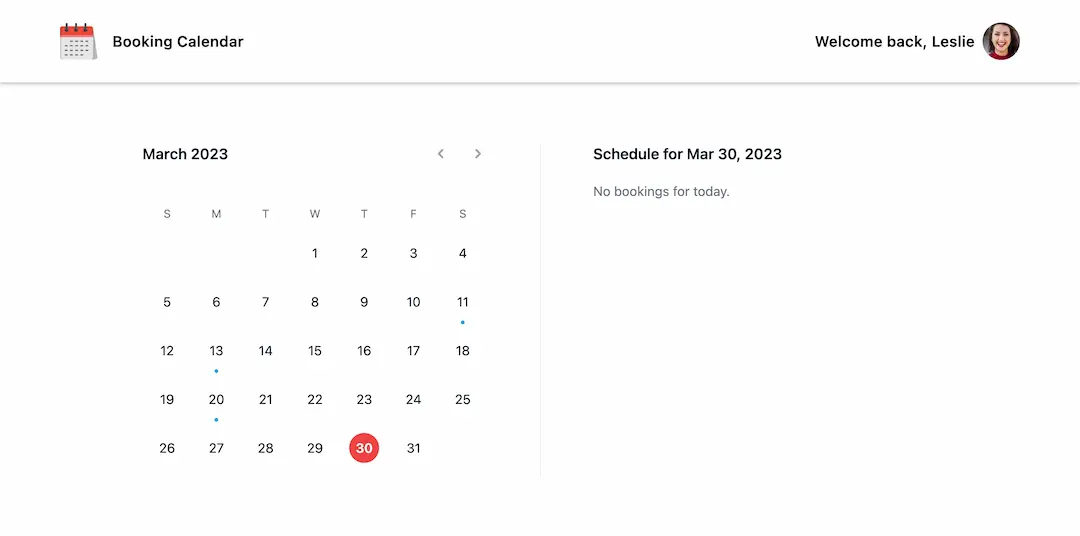 Booking Calendar
Welcome back, Leslie
March 2023
S M T W T F S
1 2 3 4
5 6 7 8 9 10 11
12 13 14 15 16 17 18
19 20 21 22 23 24 25
26 27 28 29 30 31
Schedule for Mar 30, 2023
No bookings for today.